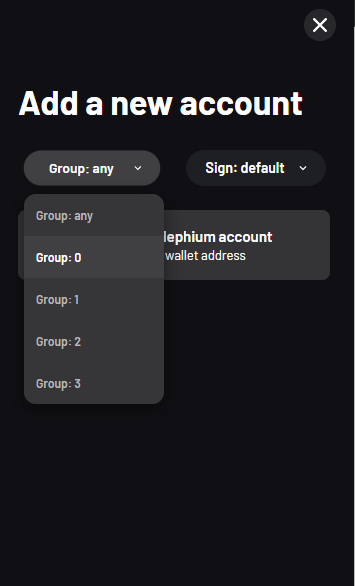 Add a new account
Group: any
Sign: default
Group: any
Group: 0
Group: 1
Group: 2
Group: 3
account
wallet address